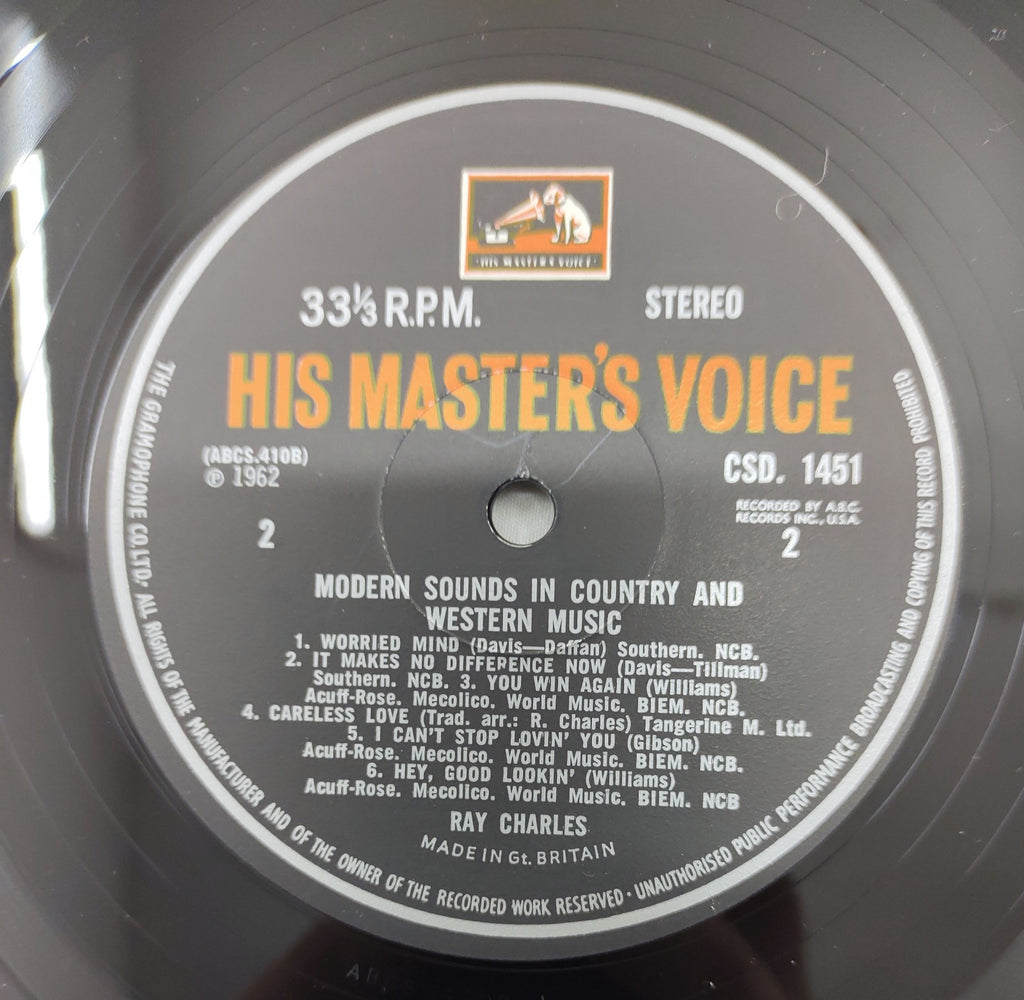 HIS MASTER'S VOICE
33⅓ R.P.M.
STEREO
HIS MASTER'S VOICE
(ABCS.410B)
℗ 1962
CSD. 1451
RECORDED BY A.B.C.
RECORDS INC., U.S.A.
2
2
MODERN SOUNDS IN COUNTRY AND
WESTERN MUSIC
1. WORRIED MIND (Davis—Daffan) Southern. NCB.
2. IT MAKES NO DIFFERENCE NOW (Davis—Tillman)
Southern. NCB. 3. YOU WIN AGAIN (Williams)
Acuff-Rose. Mecolico. World Music. BIEM. NCB.
4. CARELESS LOVE (Trad. arr.: R. Charles) Tangerine M. Ltd.
5. I CAN'T STOP LOVIN' YOU (Gibson)
Acuff-Rose. Mecolico. World Music. BIEM. NCB.
6. HEY, GOOD LOOKIN' (Williams)
Acuff-Rose. Mecolico. World Music. BIEM. NCB
RAY CHARLES
MADE IN Gt. BRITAIN
THE GRAMOPHONE CO. LTD. ALL RIGHTS OF THE MANUFACTURER AND OF THE OWNER OF THE RECORDED WORK RESERVED · UNAUTHORISED PUBLIC PERFORMANCE BROADCASTING AND COPYING OF THIS RECORD PROHIBITED